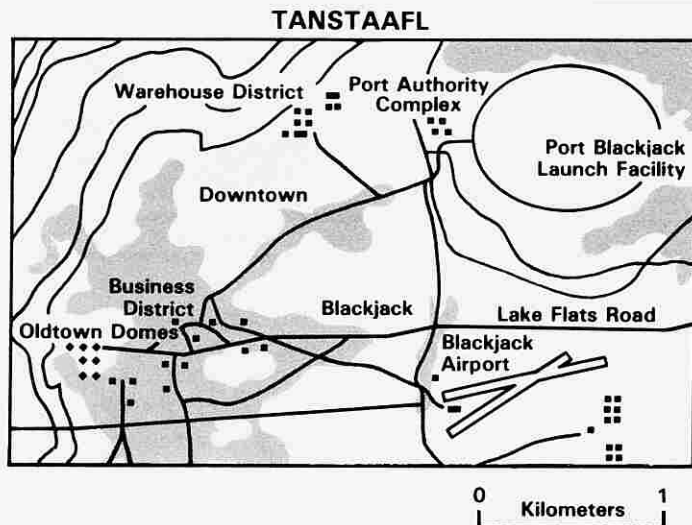 TANSTAAFL
Warehouse District
Port Authority
Complex
Port Blackjack
Launch Facility
Downtown
Business
District
Blackjack
Lake Flats Road
Oldtown Domes
Blackjack
Airport
0 1
Kilometers